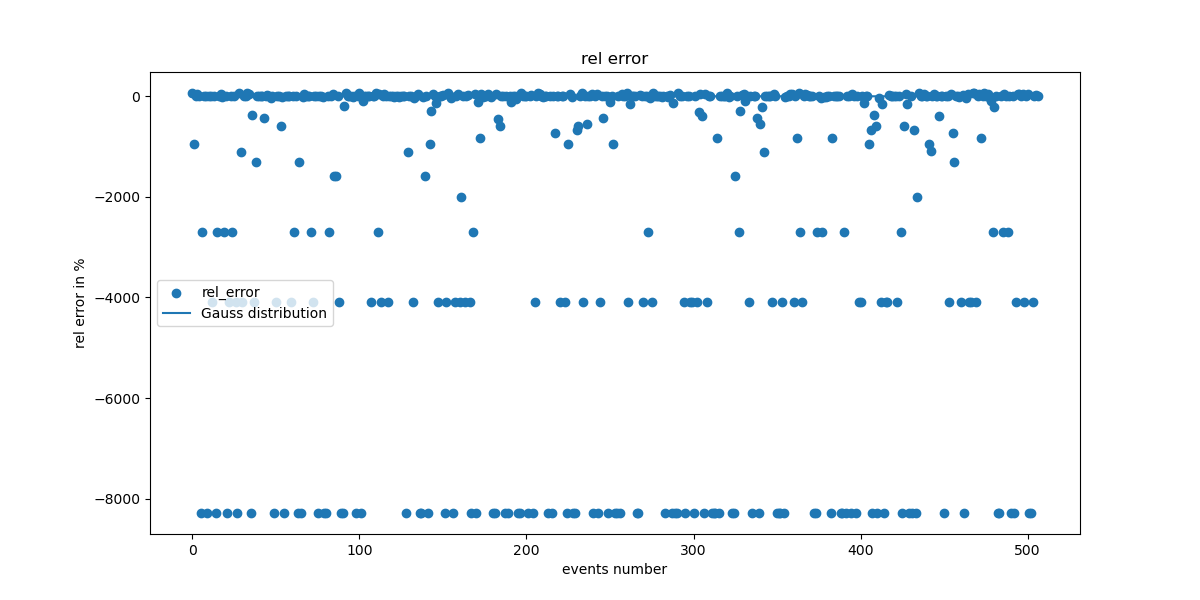 rel error
0
−2000
−4000
−6000
−8000
rel error in %
rel_error
Gauss distribution
0 100 200 300 400 500
events number